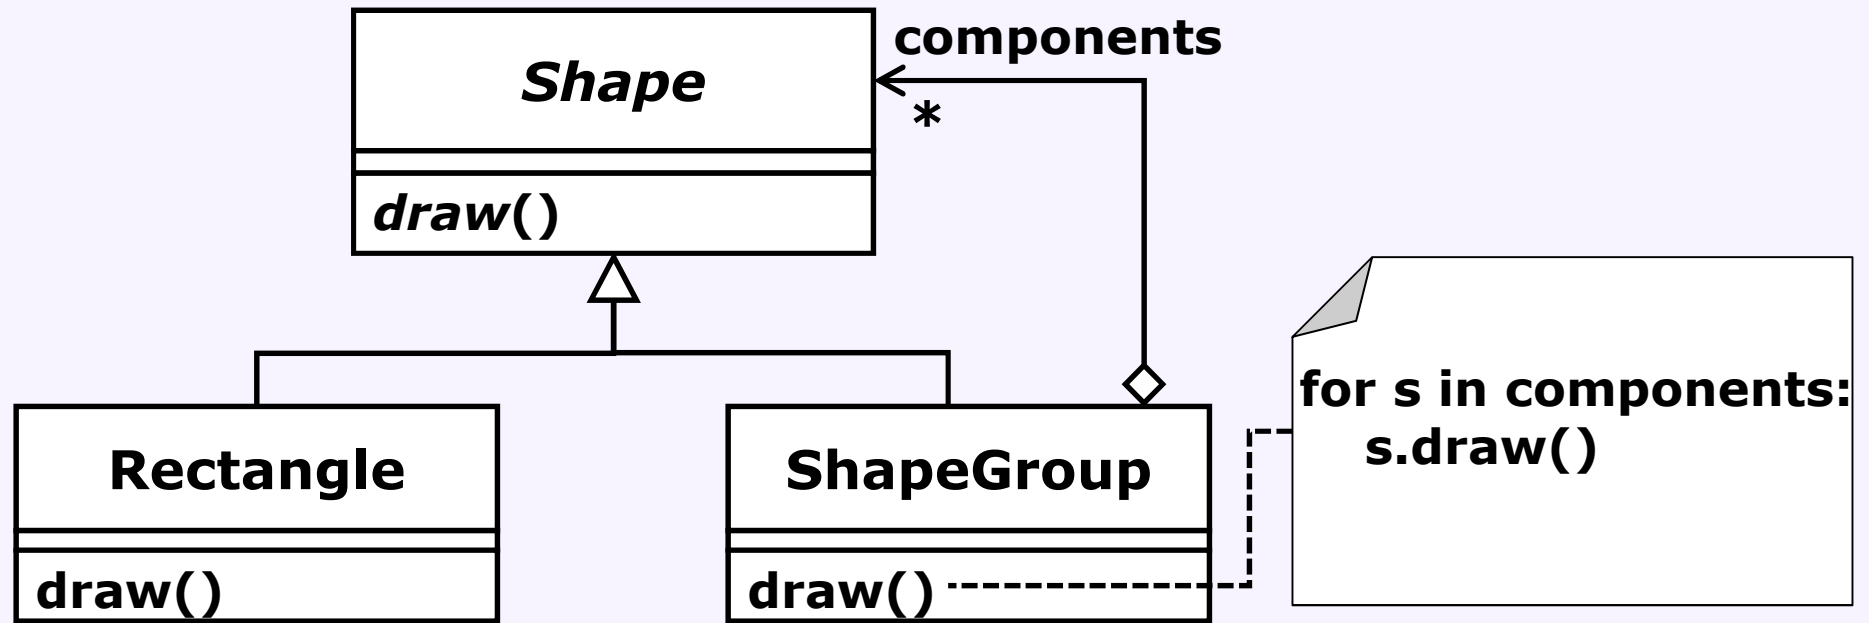 Shape
components
*
draw()
Rectangle
draw()
ShapeGroup
draw()
for s in components:
    s.draw()